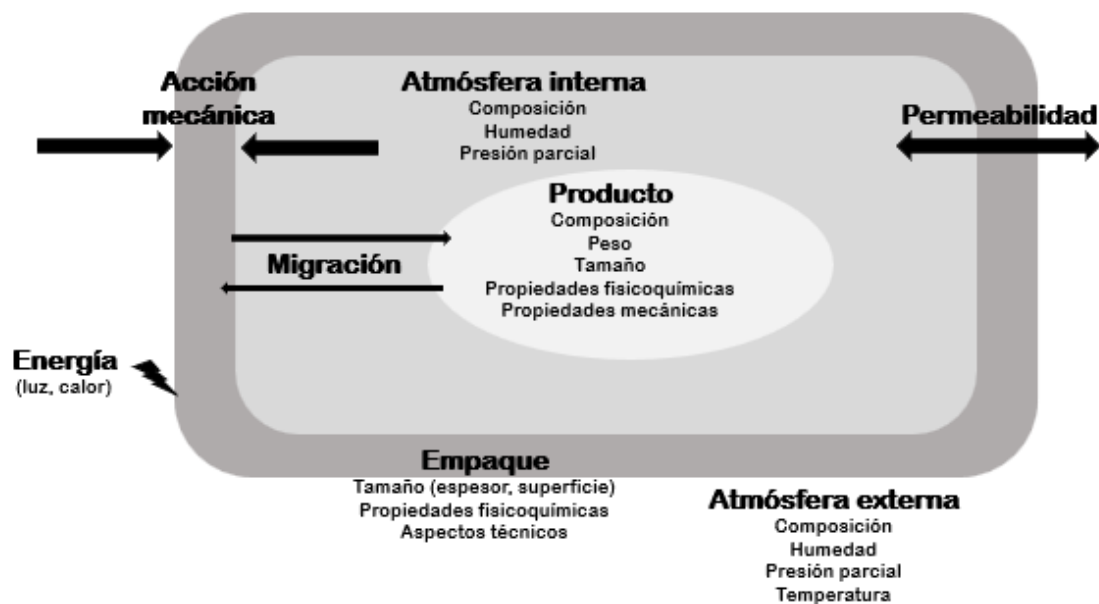 Acción
mecánica
Atmósfera interna
Composición
Humedad
Presión parcial
Permeabilidad
Producto
Composición
Peso
Tamaño
Propiedades fisicoquímicas
Propiedades mecánicas
Migración
Energía
(luz, calor)
Empaque
Tamaño (espesor, superficie)
Propiedades fisicoquímicas
Aspectos técnicos
Atmósfera externa
Composición
Humedad
Presión parcial
Temperatura